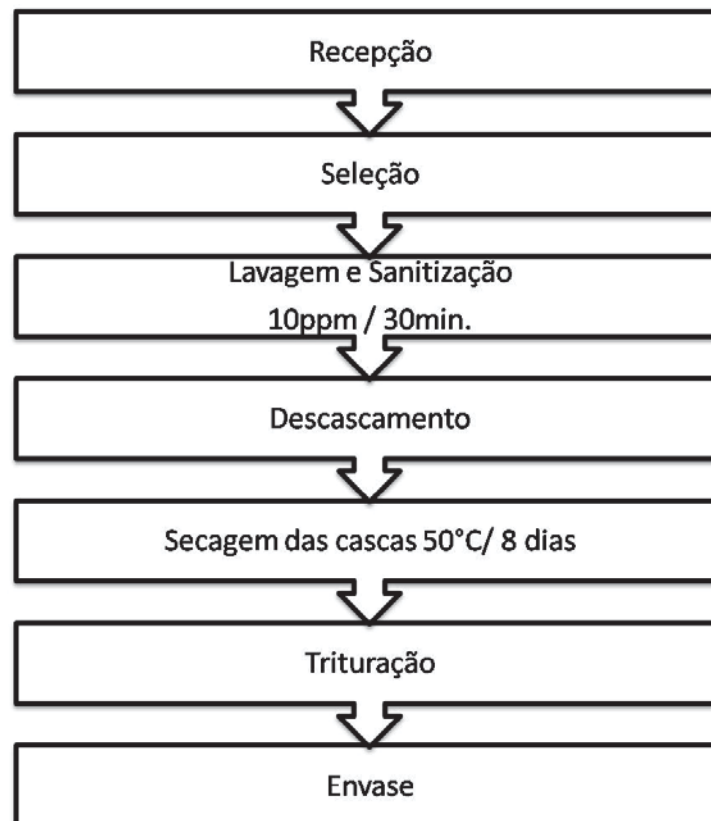 Recepção
Seleção
Lavagem e Sanitização
10ppm / 30min.
Descascamento
Secagem das cascas 50°C/ 8 dias
Trituração
Envase